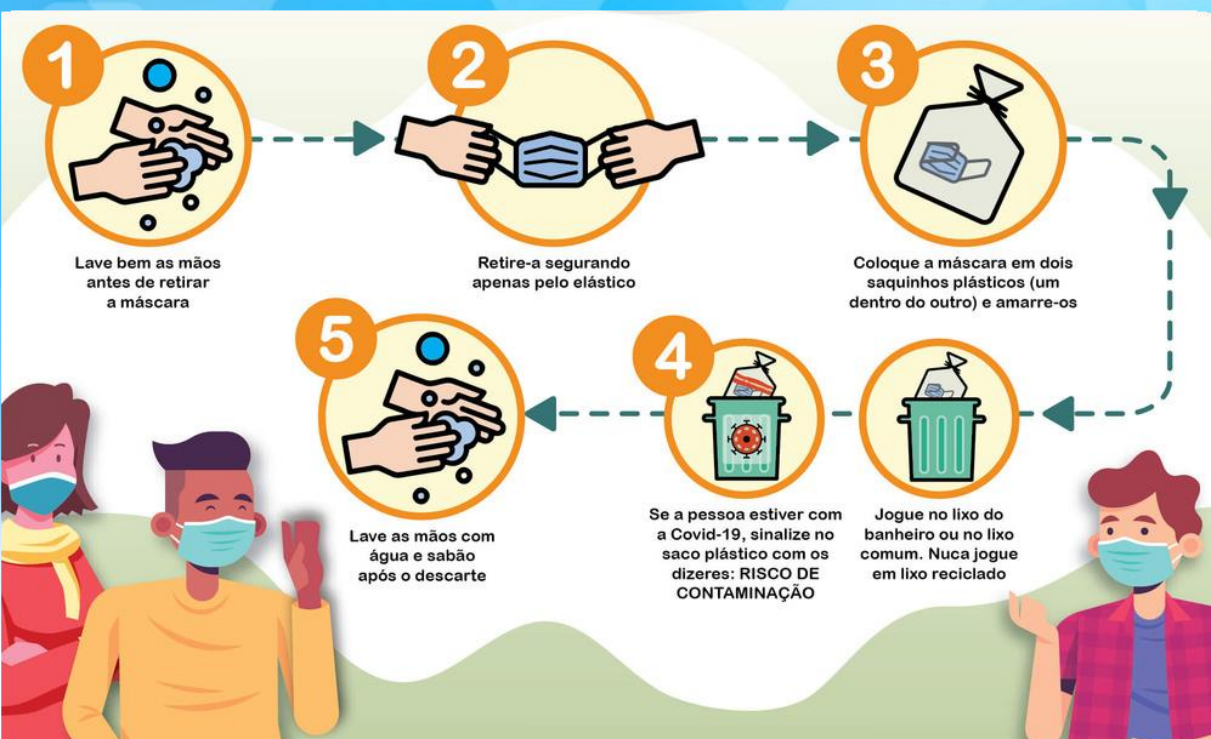 1
Lave bem as mãos
antes de retirar
a máscara
2
Retire-a segurando
apenas pelo elástico
3
Coloque a máscara em dois
saquinhos plásticos (um
dentro do outro) e amarre-os
Jogue no lixo do
banheiro ou no lixo
comum. Nuca jogue
em lixo reciclado
4
Se a pessoa estiver com
a Covid-19, sinalize no
saco plástico com os
dizeres: RISCO DE
CONTAMINAÇÃO
5
Lave as mãos com
água e sabão
após o descarte